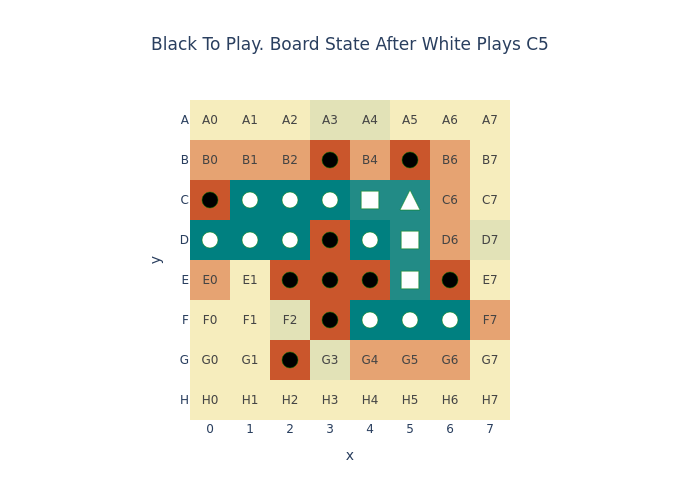 Black To Play. Board State After White Plays C5
A A0 A1 A2 A3 A4 A5 A6 A7
B B0 B1 B2 B4 B6 B7
C C6 C7
D D6 D7
E E0 E1 E7
F F0 F1 F2 F7
G G0 G1 G3 G4 G5 G6 G7
H H0 H1 H2 H3 H4 H5 H6 H7
0 1 2 3 4 5 6 7
x
y